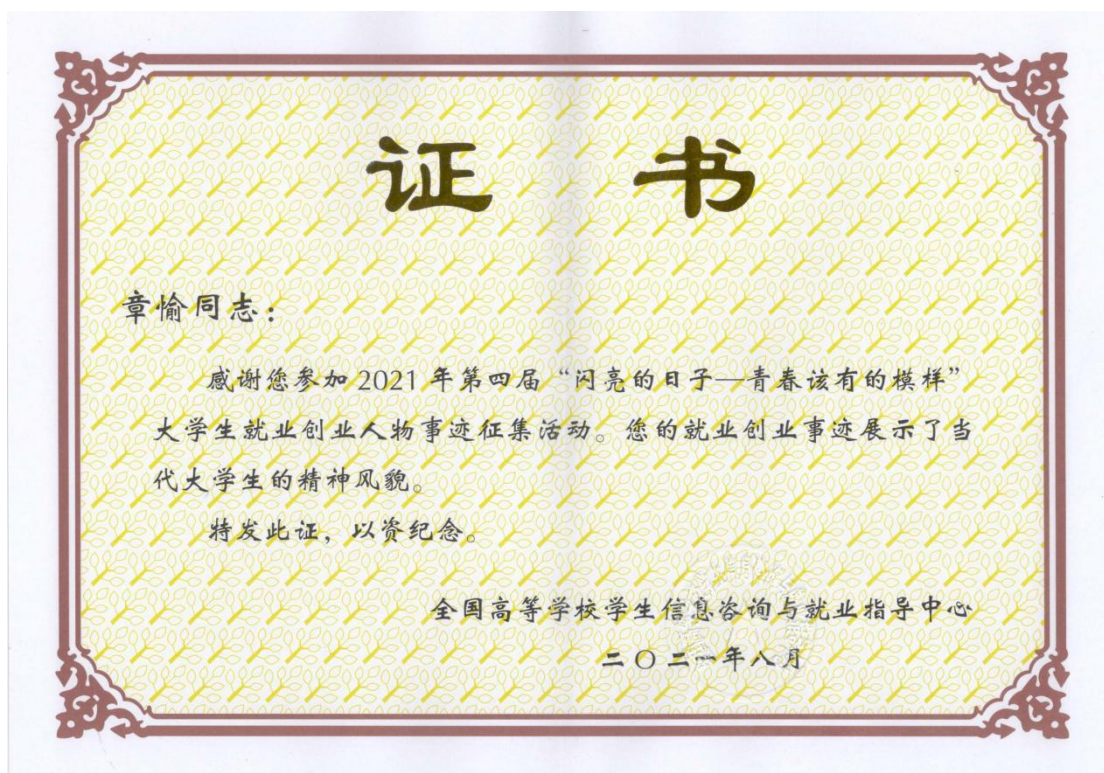 证 书
章愉同志：
感谢您参加 2021 年第四届“闪亮的日子—青春该有的模样”
大学生就业创业人物事迹征集活动。您的就业创业事迹展示了当
代大学生的精神风貌。
特发此证，以资纪念。
全国高等学校学生信息咨询与就业指导中心
二〇二一年八月